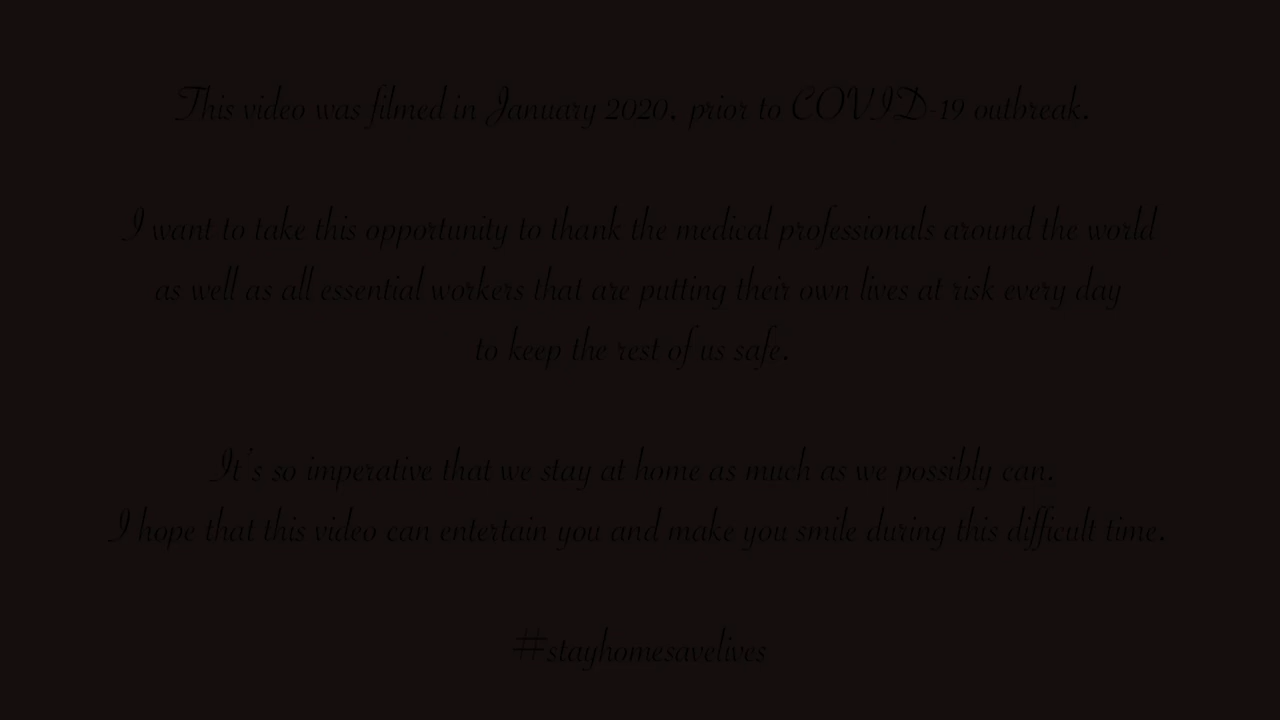 This video was filmed in January 2020. prior to COVID-19 outbreak.
I want to take this opportunity to thank the medical professionals around the world
as well as all essential workers that are putting their own lives at risk every day
to keep the rest of us safe.
It's so imperative that we stay at home as much as we possibly can.
I hope that this video can entertain you and make you smile during this difficult time.
#stayhomesavelives